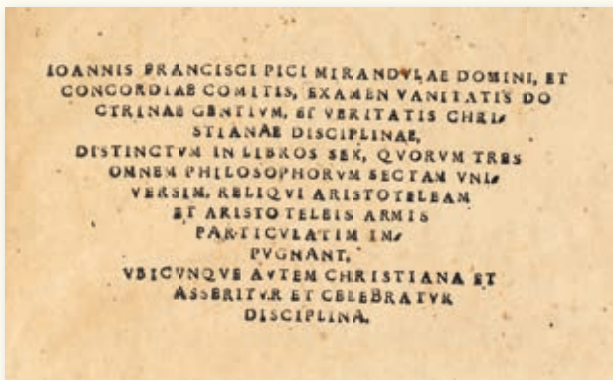 IOANNIS FRANCISCI PICI MIRANDVLAE DOMINI, ET
CONCORDIAE COMITIS, EXAMEN VANITATIS DO
CTRINAE GENTIVM, ET VERITATIS CHRI⸗
STIANAE DISCIPLINAE,
DISTINCTVM IN LIBROS SEX, QVORVM TRES
OMNEM PHILOSOPHORVM SECTAM VNI⸗
VERSIM, RELIQVI ARISTOTELEAM
ET ARISTOTELEIS ARMIS
PARTICVLATIM IM⸗
PVGNANT,
VBICVNQVE AVTEM CHRISTIANA ET
ASSERITVR ET CELEBRATVR
DISCIPLINA.